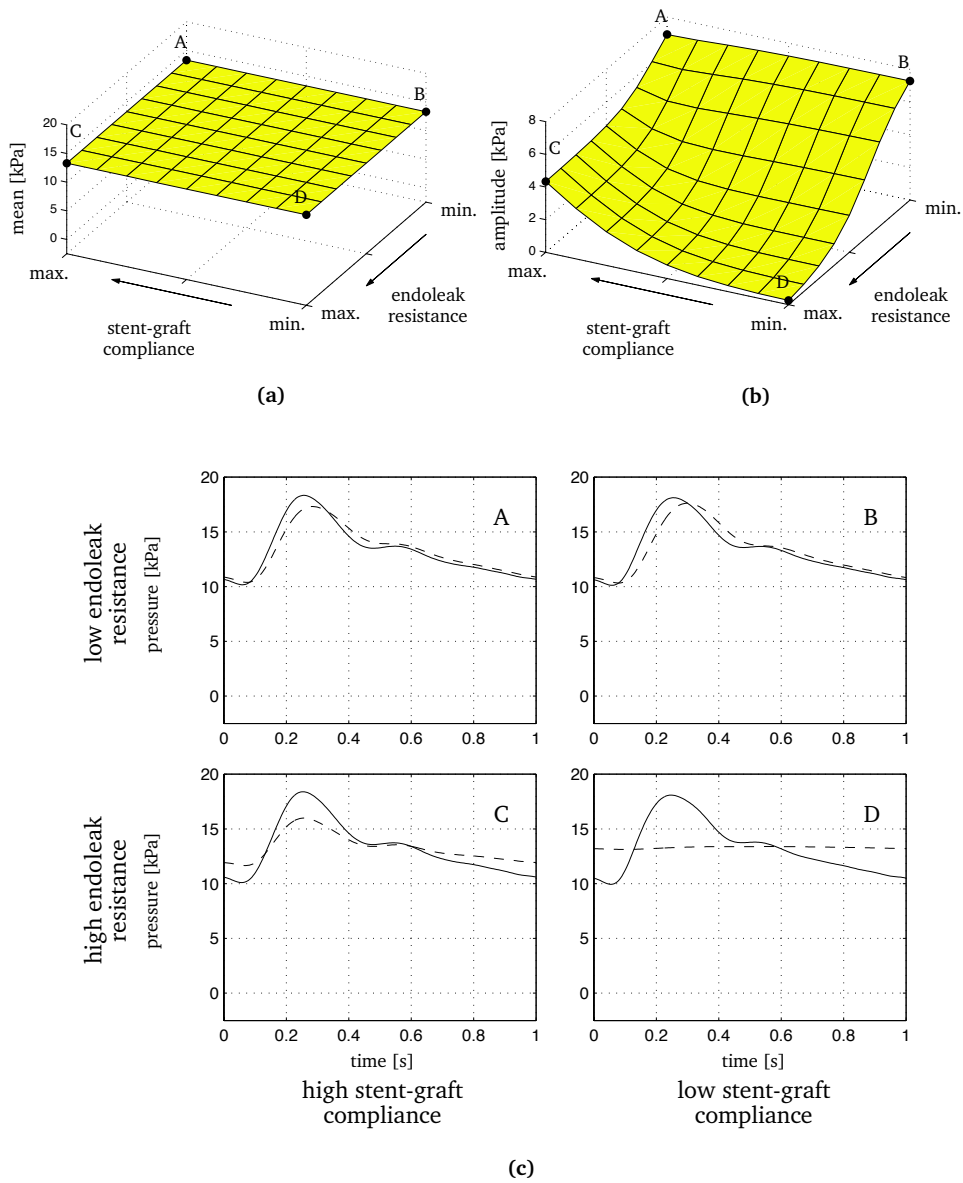 A
B
C
D
20
15
10
5
0
mean [kPa]
max.
min.
min.
max.
stent-graft
compliance
endoleak
resistance
(a)
A
B
C
D
8
6
4
2
0
amplitude [kPa]
max.
min.
min.
max.
stent-graft
compliance
endoleak
resistance
(b)
low endoleak
resistance
pressure [kPa]
20
15
10
5
0
0 0.2 0.4 0.6 0.8 1
A
20
15
10
5
0
0 0.2 0.4 0.6 0.8 1
B
high endoleak
resistance
pressure [kPa]
20
15
10
5
0
0 0.2 0.4 0.6 0.8 1
C
time [s]
high stent-graft
compliance
20
15
10
5
0
0 0.2 0.4 0.6 0.8 1
D
time [s]
low stent-graft
compliance
(c)